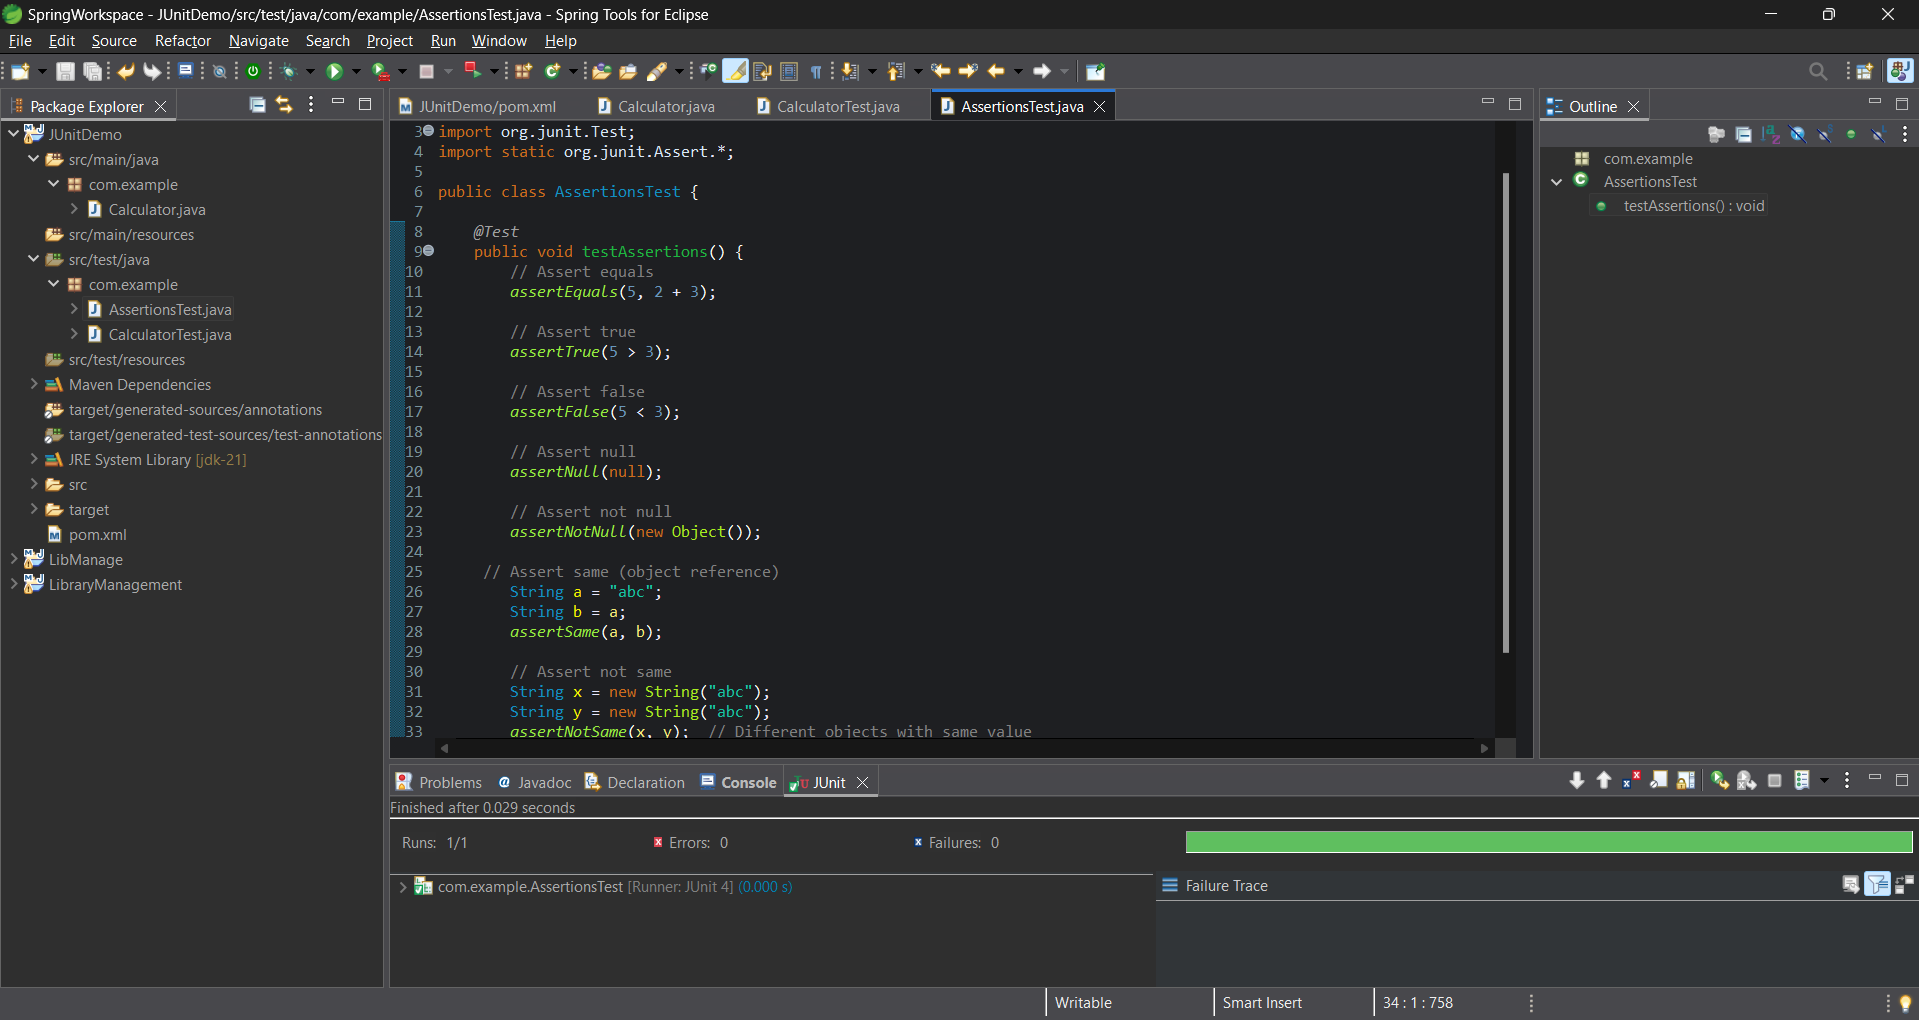 SpringWorkspace - JUnitDemo/src/test/java/com/example/AssertionsTest.java - Spring Tools for Eclipse
File Edit Source Refactor Navigate Search Project Run Window Help
Package Explorer
JUnitDemo
src/main/java
com.example
Calculator.java
src/main/resources
src/test/java
com.example
AssertionsTest.java
CalculatorTest.java
src/test/resources
Maven Dependencies
target/generated-sources/annotations
target/generated-test-sources/test-annotations
JRE System Library [jdk-21]
src
target
pom.xml
LibManage
LibraryManagement
JUnitDemo/pom.xml Calculator.java CalculatorTest.java AssertionsTest.java
3 import org.junit.Test;
4 import static org.junit.Assert.*;
5
6 public class AssertionsTest {
7
8 @Test
9 public void testAssertions() {
10 // Assert equals
11 assertEquals(5, 2 + 3);
12
13 // Assert true
14 assertTrue(5 > 3);
15
16 // Assert false
17 assertFalse(5 < 3);
18
19 // Assert null
20 assertNull(null);
21
22 // Assert not null
23 assertNotNull(new Object());
24
25 // Assert same (object reference)
26 String a = "abc";
27 String b = a;
28 assertSame(a, b);
29
30 // Assert not same
31 String x = new String("abc");
32 String y = new String("abc");
33 assertNotSame(x, y); // Different objects with same value
Outline
com.example
AssertionsTest
testAssertions() : void
Problems Javadoc Declaration Console JUnit
Finished after 0.029 seconds
Runs: 1/1 Errors: 0 Failures: 0
com.example.AssertionsTest [Runner: JUnit 4] (0.000 s)
Failure Trace
Writable Smart Insert 34 : 1 : 758